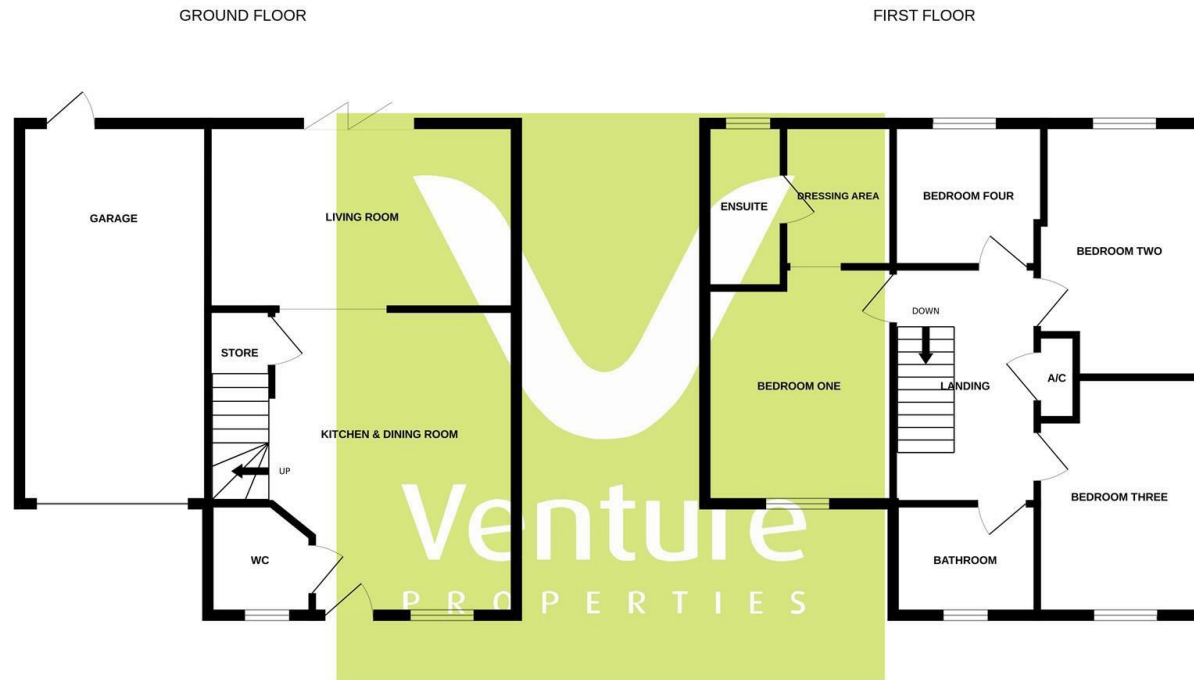 GROUND FLOOR
FIRST FLOOR
GARAGE
LIVING ROOM
STORE
KITCHEN & DINING ROOM
UP
WC
ENSUITE
DRESSING AREA
BEDROOM FOUR
BEDROOM TWO
DOWN
BEDROOM ONE
LANDING
A/C
BEDROOM THREE
BATHROOM
Venture
PROPERTIES